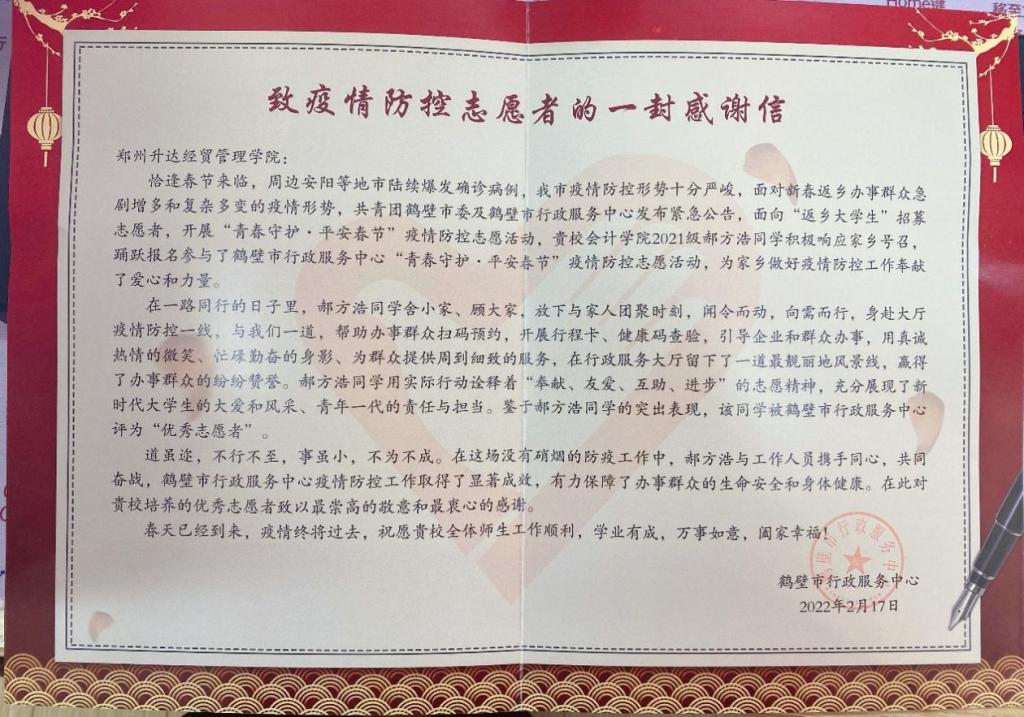 Home键
移至
致疫情防控志愿者的一封感谢信
郑州升达经贸管理学院：
恰逢春节来临，周边安阳等地市陆续爆发确诊病例，我市疫情防控形势十分严峻，面对新春返乡办事群众急
剧增多和复杂多变的疫情形势，共青团鹤壁市委及鹤壁市行政服务中心发布紧急公告，面向“返乡大学生”招募
志愿者，开展“青春守护·平安春节”疫情防控志愿活动，贵校会计学院2021级郝方浩同学积极响应家乡号召，
踊跃报名参与了鹤壁市行政服务中心“青春守护·平安春节”疫情防控志愿活动，为家乡做好疫情防控工作奉献
了爱心和力量。
在一路同行的日子里，郝方浩同学舍小家、顾大家，放下与家人团聚时刻，闻令而动，向需而行，身赴大厅
疫情防控一线，与我们一道，帮助办事群众扫码预约，开展行程卡、健康码查验，引导企业和群众办事，用真诚
热情的微笑、忙碌勤奋的身影、为群众提供周到细致的服务，在行政服务大厅留下了一道最靓丽地风景线，赢得
了办事群众的纷纷赞誉。郝方浩同学用实际行动诠释着“奉献、友爱、互助、进步”的志愿精神，充分展现了新
时代大学生的大爱和风采、青年一代的责任与担当。鉴于郝方浩同学的突出表现，该同学被鹤壁市行政服务中心
评为“优秀志愿者”。
道虽迩，不行不至，事虽小，不为不成。在这场没有硝烟的防疫工作中，郝方浩与工作人员携手同心，共同
奋战，鹤壁市行政服务中心疫情防控工作取得了显著成效，有力保障了办事群众的生命安全和身体健康。在此对
贵校培养的优秀志愿者致以最崇高的敬意和最衷心的感谢。
春天已经到来，疫情终将过去，祝愿贵校全体师生工作顺利，学业有成，万事如意，阖家幸福！
鹤壁市行政服务中心
鹤壁市行政服务中心
2022年2月17日